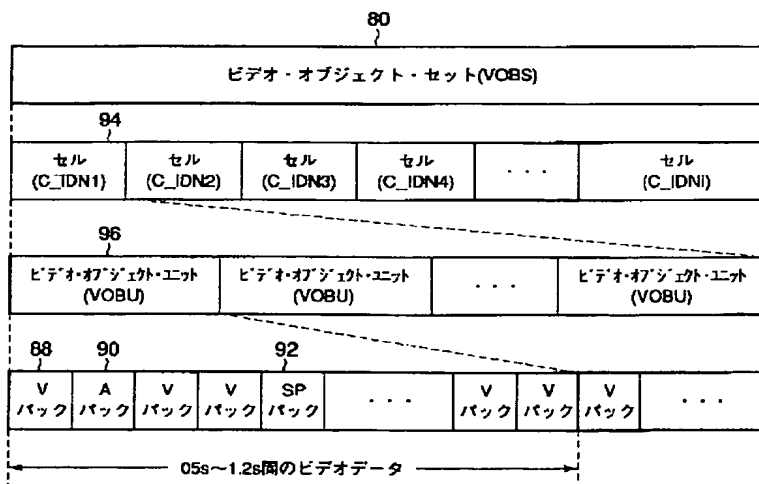 80
ビデオ・オブジェクト・セット(VOBS)
94
セル セル セル セル セル
(C_IDN1) (C_IDN2) (C_IDN3) (C_IDN4) · · · (C_IDNi)
96
ビデオ・オブジェクト・ユニット ビデオ・オブジェクト・ユニット ビデオ・オブジェクト・ユニット
(VOBU) (VOBU) · · · (VOBU)
88 90 92
V A V V SP V V V
パック パック パック パック パック · · · パック パック パック · · ·
05s～1.2s間のビデオデータ